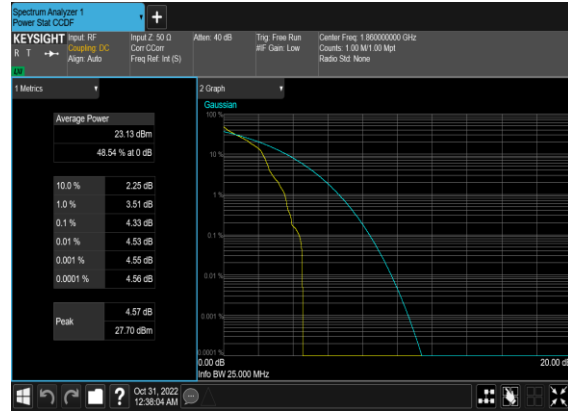 Spectrum Analyzer 1
Power Stat CCDF
KEYSIGHT
R T
LM
Input: RF
Coupling: DC
Align: Auto
Input Z: 50 Ω
Corr CCorr
Freq Ref: Int (S)
Atten: 40 dB
Trig: Free Run
#IF Gain: Low
Center Freq: 1.860000000 GHz
Counts: 1.00 M/1.00 Mpt
Radio Std: None
1 Metrics
Average Power
23.13 dBm
48.54 % at 0 dB
10.0 % 2.25 dB
1.0 % 3.51 dB
0.1 % 4.33 dB
0.01 % 4.53 dB
0.001 % 4.55 dB
0.0001 % 4.56 dB
Peak
4.57 dB
27.70 dBm
2 Graph
Gaussian
100 %
10 %
1 %
0.1 %
0.01 %
0.001 %
0.0001 %
0.00 dB
20.00 dB
Info BW 25.000 MHz
Oct 31, 2022
12:38:04 AM